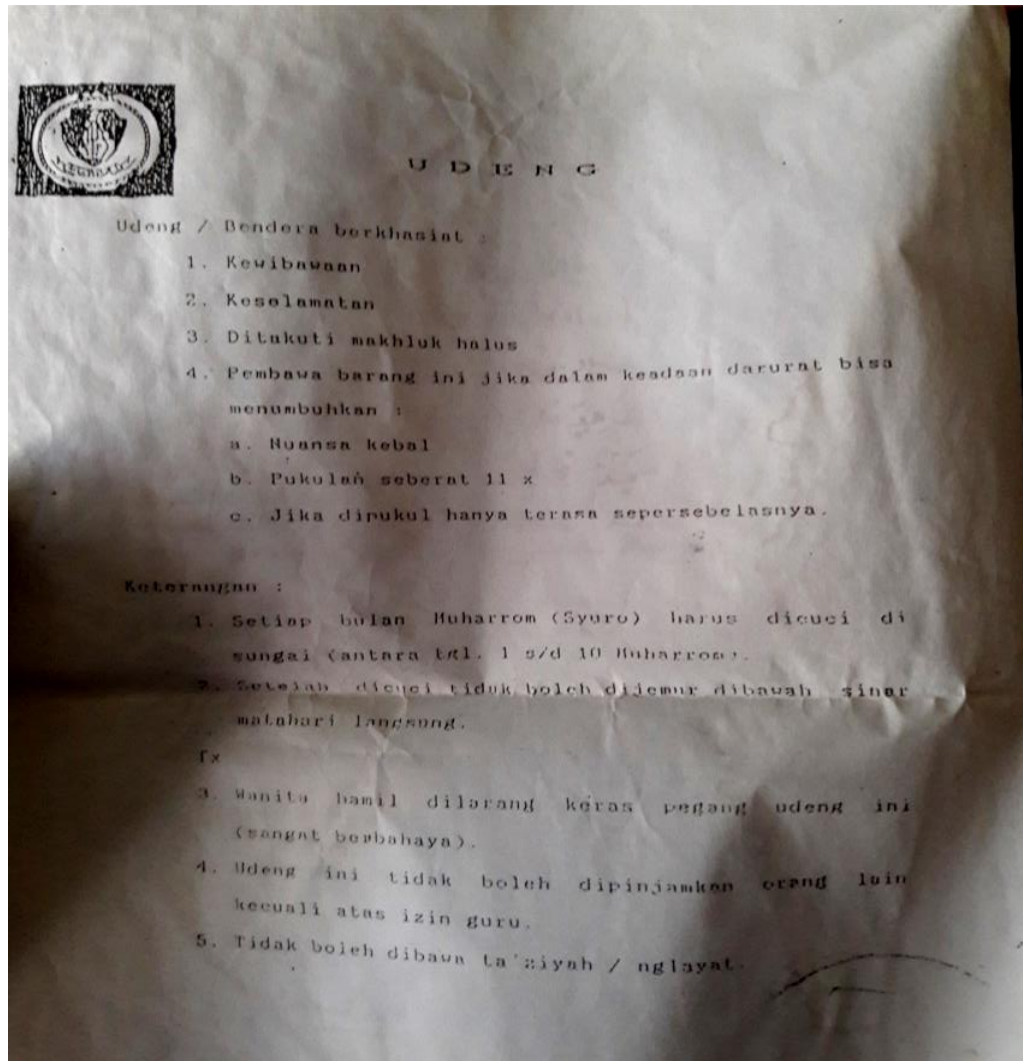 U D E N G
Udeng / Bendera berkhasiat :
1. Kewibawaan
2. Keselamatan
3. Ditakuti makhluk halus
4. Pembawa barang ini jika dalam keadaan darurat bisa
menumbuhkan :
a. Nuansa kebal
b. Pukulan seberat 11 x
c. Jika dipukul hanya terasa sepersebelasnya.
Keterangan :
1. Setiap bulan Muharrom (Syuro) harus dicuci di
sungai (antara tgl. 1 s/d 10 Muharrom).
2. Setelah dicuci tiduk boleh dijemur dibawah sinar
matahari langsung.
fx
3. Wanita hamil dilarang keras pegang udeng ini
(sangat berbahaya).
4. Udeng ini tidak boleh dipinjamkan orang lain
kecuali atas izin guru.
5. Tidak boleh dibawa ta'ziyah / nglayat.